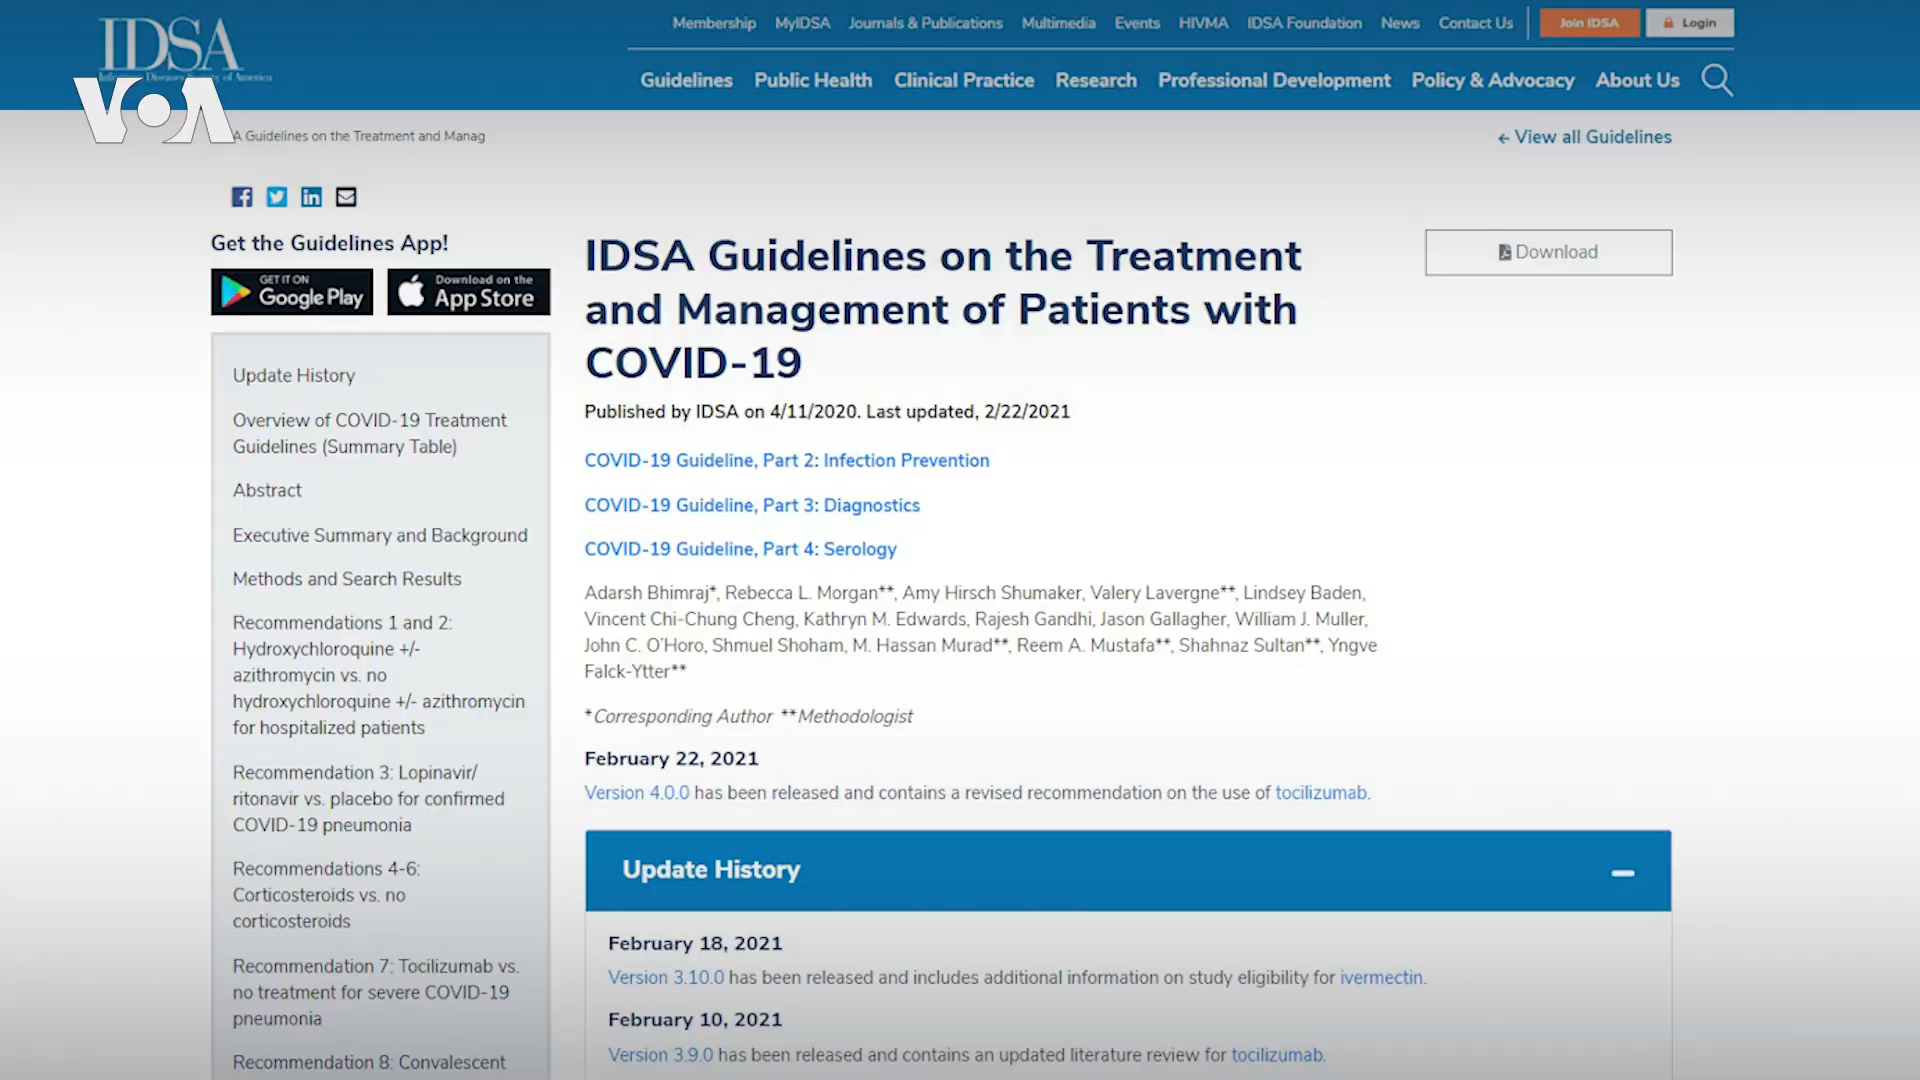 IDSA
Infectious Diseases Society of America
VOA
Membership MyIDSA Journals & Publications Multimedia Events HIVMA IDSA Foundation News Contact Us Join IDSA Login
Guidelines Public Health Clinical Practice Research Professional Development Policy & Advocacy About Us
A Guidelines on the Treatment and Manag
← View all Guidelines
Get the Guidelines App!
GET IT ON
Google Play
Download on the
App Store
Update History
Overview of COVID-19 Treatment
Guidelines (Summary Table)
Abstract
Executive Summary and Background
Methods and Search Results
Recommendations 1 and 2:
Hydroxychloroquine +/-
azithromycin vs. no
hydroxychloroquine +/- azithromycin
for hospitalized patients
Recommendation 3: Lopinavir/
ritonavir vs. placebo for confirmed
COVID-19 pneumonia
Recommendations 4-6:
Corticosteroids vs. no
corticosteroids
Recommendation 7: Tocilizumab vs.
no treatment for severe COVID-19
pneumonia
Recommendation 8: Convalescent
IDSA Guidelines on the Treatment
and Management of Patients with
COVID-19
Download
Published by IDSA on 4/11/2020. Last updated, 2/22/2021
COVID-19 Guideline, Part 2: Infection Prevention
COVID-19 Guideline, Part 3: Diagnostics
COVID-19 Guideline, Part 4: Serology
Adarsh Bhimraj*, Rebecca L. Morgan**, Amy Hirsch Shumaker, Valery Lavergne**, Lindsey Baden,
Vincent Chi-Chung Cheng, Kathryn M. Edwards, Rajesh Gandhi, Jason Gallagher, William J. Muller,
John C. O'Horo, Shmuel Shoham, M. Hassan Murad**, Reem A. Mustafa**, Shahnaz Sultan**, Yngve
Falck-Ytter**
*Corresponding Author **Methodologist
February 22, 2021
Version 4.0.0 has been released and contains a revised recommendation on the use of tocilizumab.
Update History
February 18, 2021
Version 3.10.0 has been released and includes additional information on study eligibility for ivermectin.
February 10, 2021
Version 3.9.0 has been released and contains an updated literature review for tocilizumab.